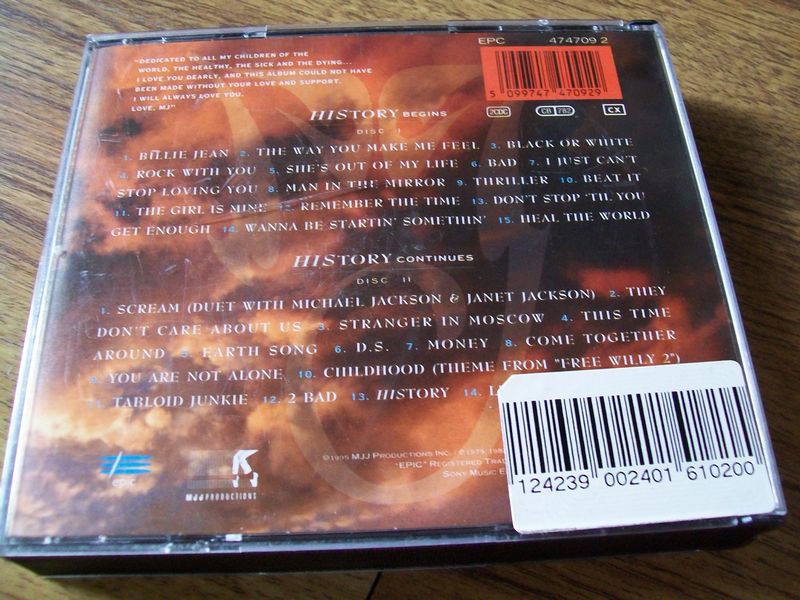 EPC 474709 2
"DEDICATED TO ALL MY CHILDREN OF THE
WORLD, THE HEALTHY, THE SICK AND THE DYING...
I LOVE YOU DEARLY, AND THIS ALBUM COULD NOT HAVE
BEEN MADE WITHOUT YOUR LOVE AND SUPPORT.
I WILL ALWAYS LOVE YOU.
LOVE, MJ"
5 099747 470929
2CDC CB 782 CX
HISTORY BEGINS
DISC I
1. BILLIE JEAN 2. THE WAY YOU MAKE ME FEEL 3. BLACK OR WHITE
4. ROCK WITH YOU 5. SHE'S OUT OF MY LIFE 6. BAD 7. I JUST CAN'T
STOP LOVING YOU 8. MAN IN THE MIRROR 9. THRILLER 10. BEAT IT
11. THE GIRL IS MINE 12. REMEMBER THE TIME 13. DON'T STOP 'TIL YOU
GET ENOUGH 14. WANNA BE STARTIN' SOMETHIN' 15. HEAL THE WORLD
HISTORY CONTINUES
DISC II
1. SCREAM (DUET WITH MICHAEL JACKSON & JANET JACKSON) 2. THEY
DON'T CARE ABOUT US 3. STRANGER IN MOSCOW 4. THIS TIME
AROUND 5. EARTH SONG 6. D.S. 7. MONEY 8. COME TOGETHER
9. YOU ARE NOT ALONE 10. CHILDHOOD (THEME FROM "FREE WILLY 2")
11. TABLOID JUNKIE 12. 2 BAD 13. HISTORY 14.
epic
MJJ PRODUCTIONS
©1995 MJJ PRODUCTIONS INC.
"EPIC" REGISTERED
SONY MUSIC
124239 002401 610200